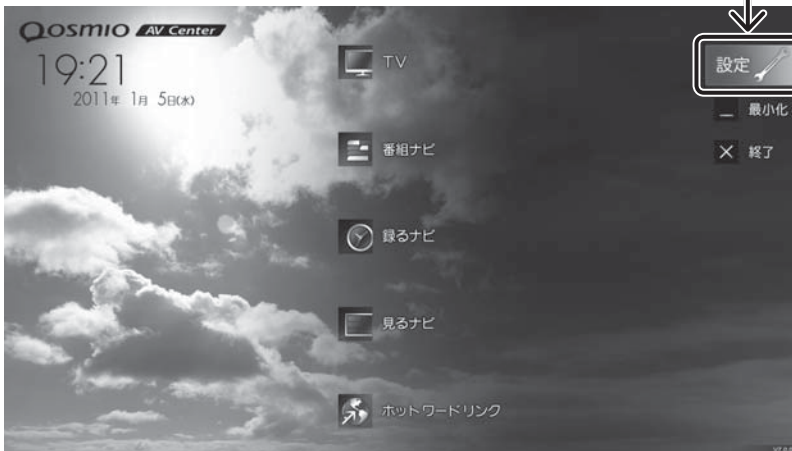 Qosmio AV Center
19:21
2011年 1月 5日(水)
TV
番組ナビ
録るナビ
見るナビ
ホットワードリンク
設定
最小化
終了